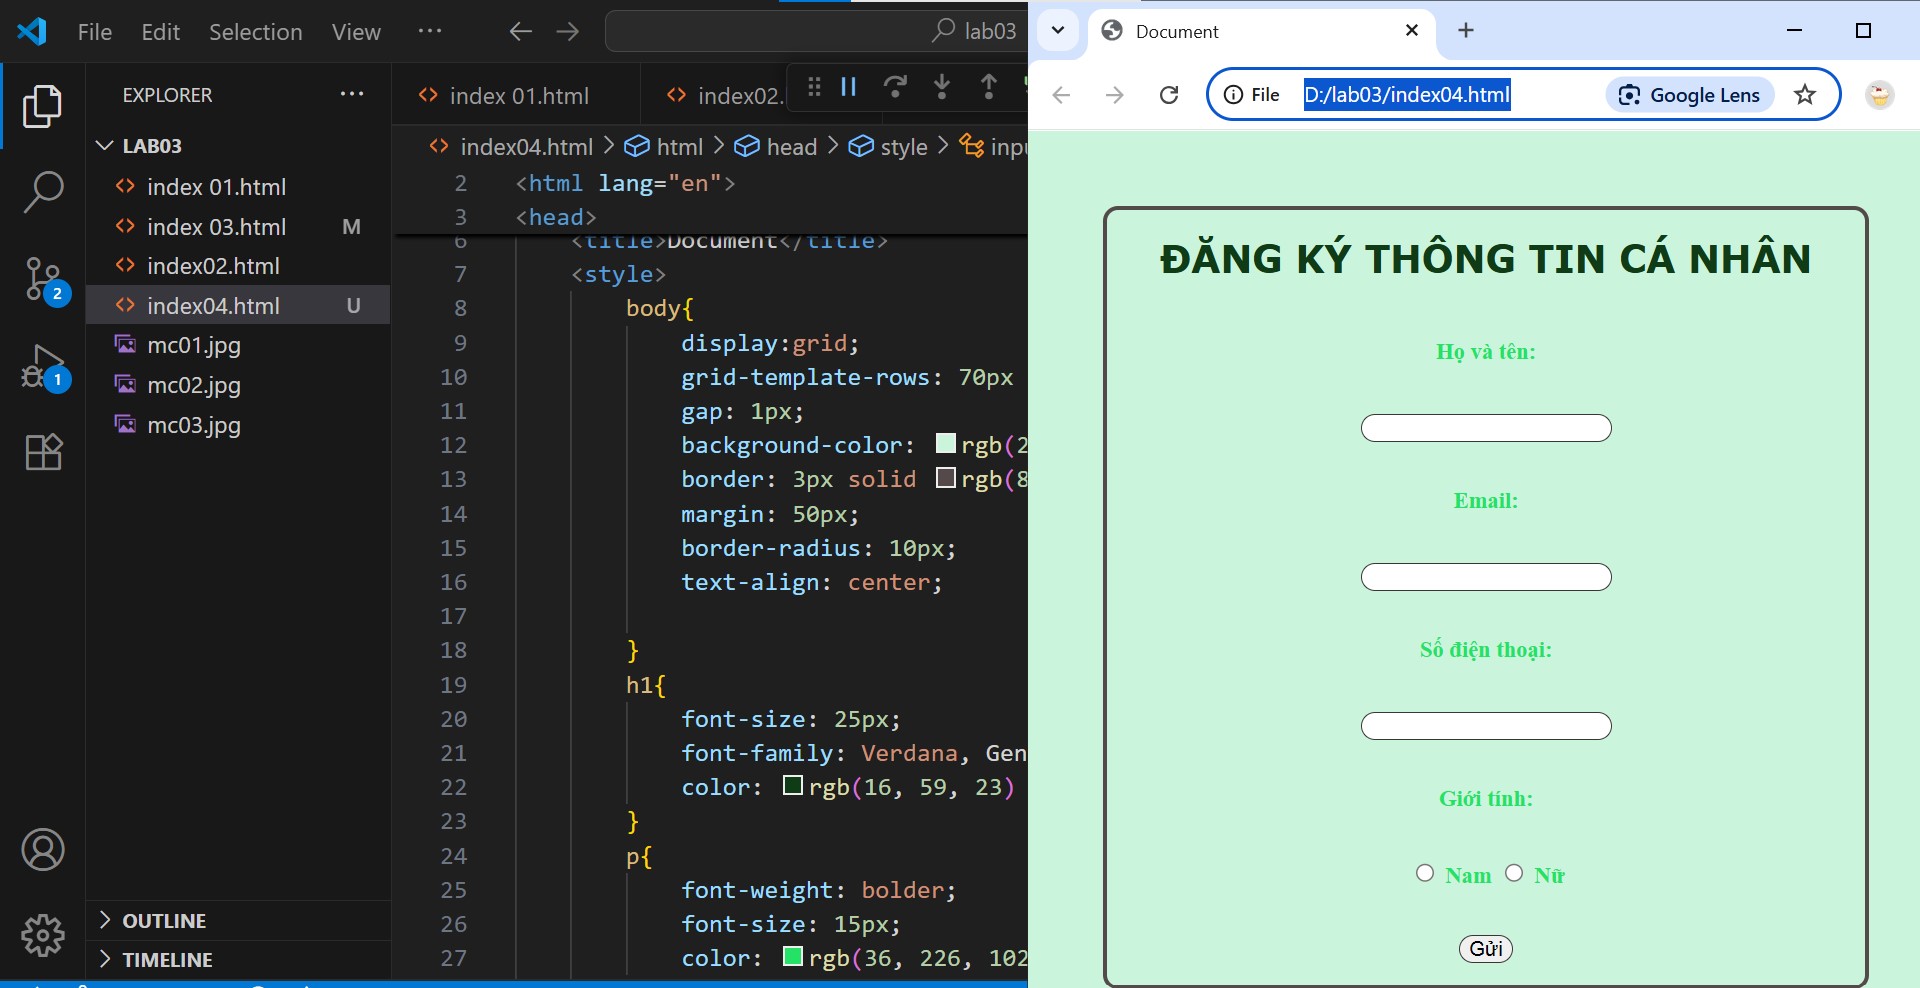 File Edit Selection View ··· lab03
EXPLORER ···
LAB03
index 01.html
index 03.html M
index02.html
index04.html U
mc01.jpg
mc02.jpg
mc03.jpg
2
1
OUTLINE
TIMELINE
index 01.html index02.
index04.html > html > head > style >
2 <html lang="en">
3 <head>
6 <title>Document</title>
7 <style>
8 body{
9 display:grid;
10 grid-template-rows: 70px
11 gap: 1px;
12 background-color: rgb(2
13 border: 3px solid rgb(8
14 margin: 50px;
15 border-radius: 10px;
16 text-align: center;
17
18 }
19 h1{
20 font-size: 25px;
21 font-family: Verdana, Gen
22 color: rgb(16, 59, 23)
23 }
24 p{
25 font-weight: bolder;
26 font-size: 15px;
27 color: rgb(36, 226, 102
Document
File D:/lab03/index04.html Google Lens
ĐĂNG KÝ THÔNG TIN CÁ NHÂN
Họ và tên:
Email:
Số điện thoại:
Giới tính:
Nam Nữ
Gửi